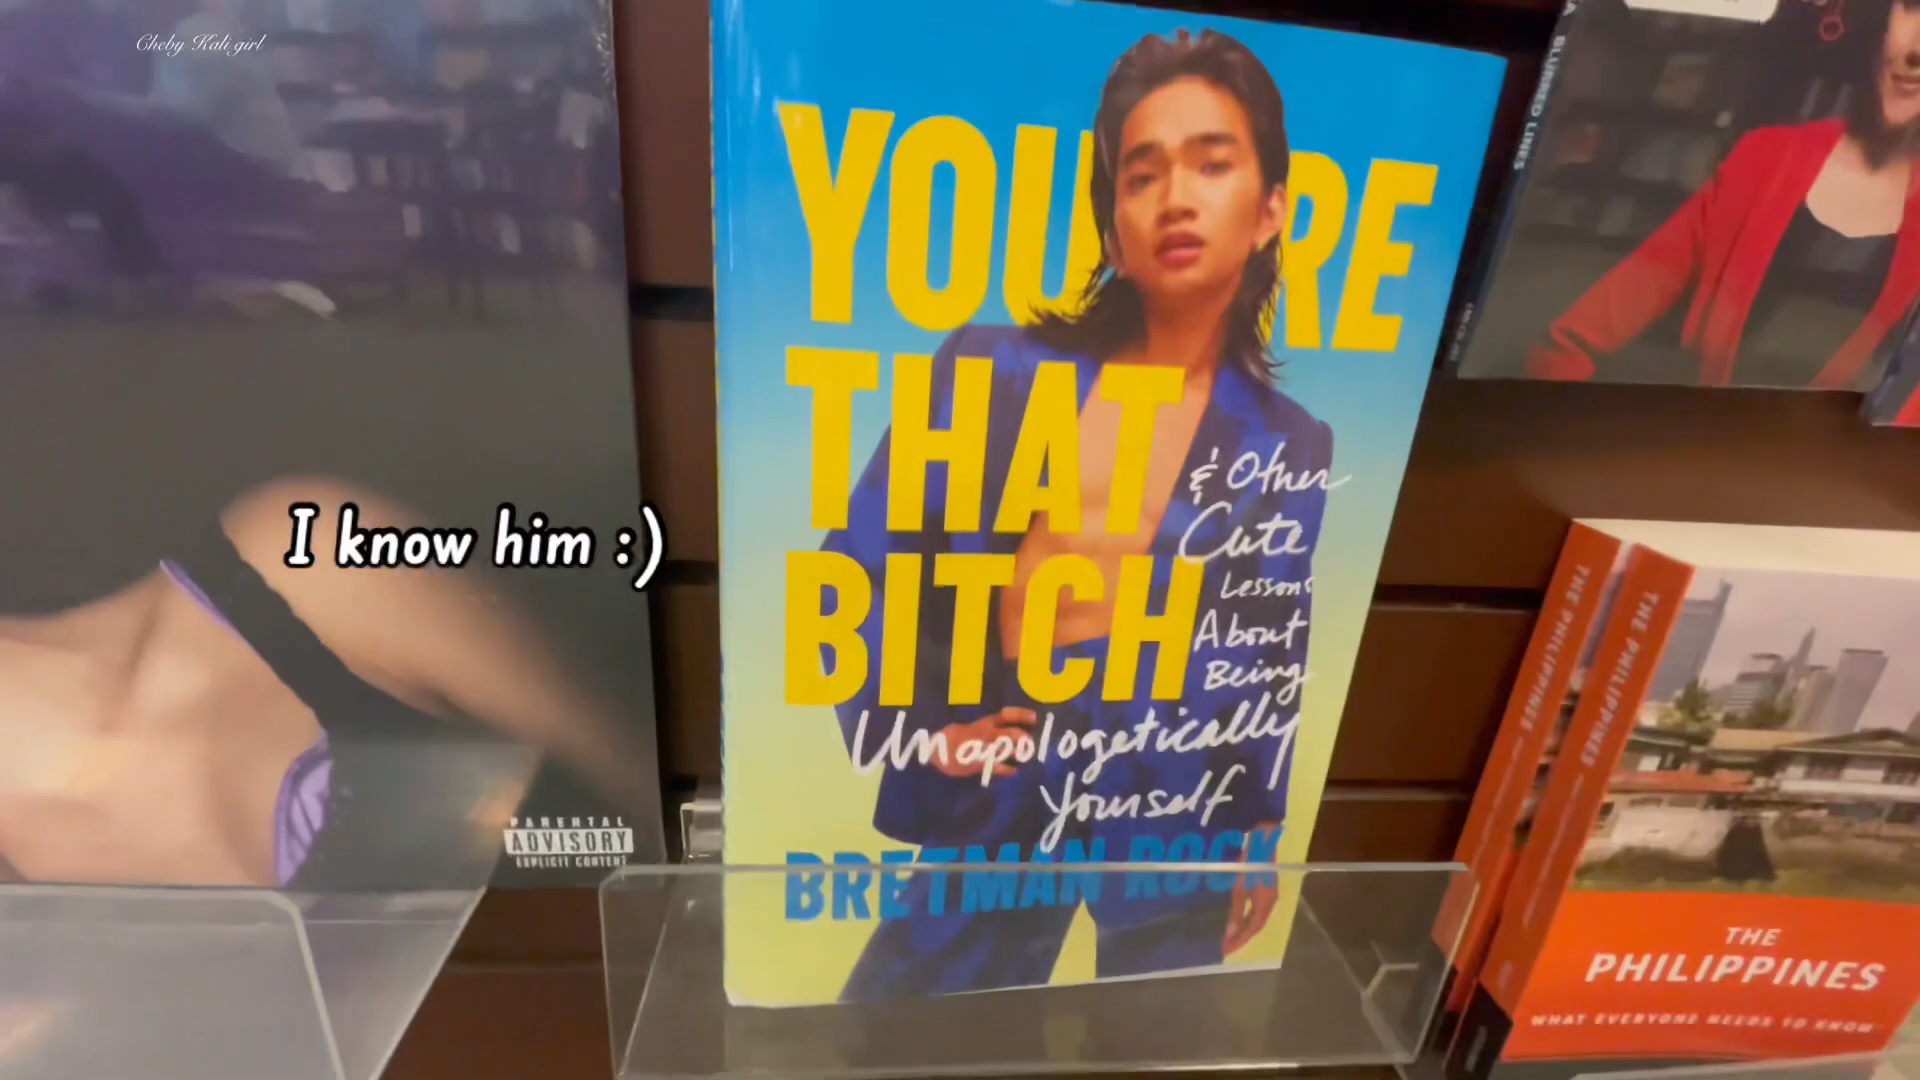 Cheby Kali girl
YOU'RE
THAT
BITCH
& Other
Cute
Lessons
About
Being
Unapologetically
Yourself
BRETMAN ROCK
I know him :)
PARENTAL
ADVISORY
EXPLICIT CONTENT
BLURRED LINES
THE PHILIPPINES
THE PHILIPPINES
THE
PHILIPPINES
WHAT EVERYONE NEEDS TO KNOW